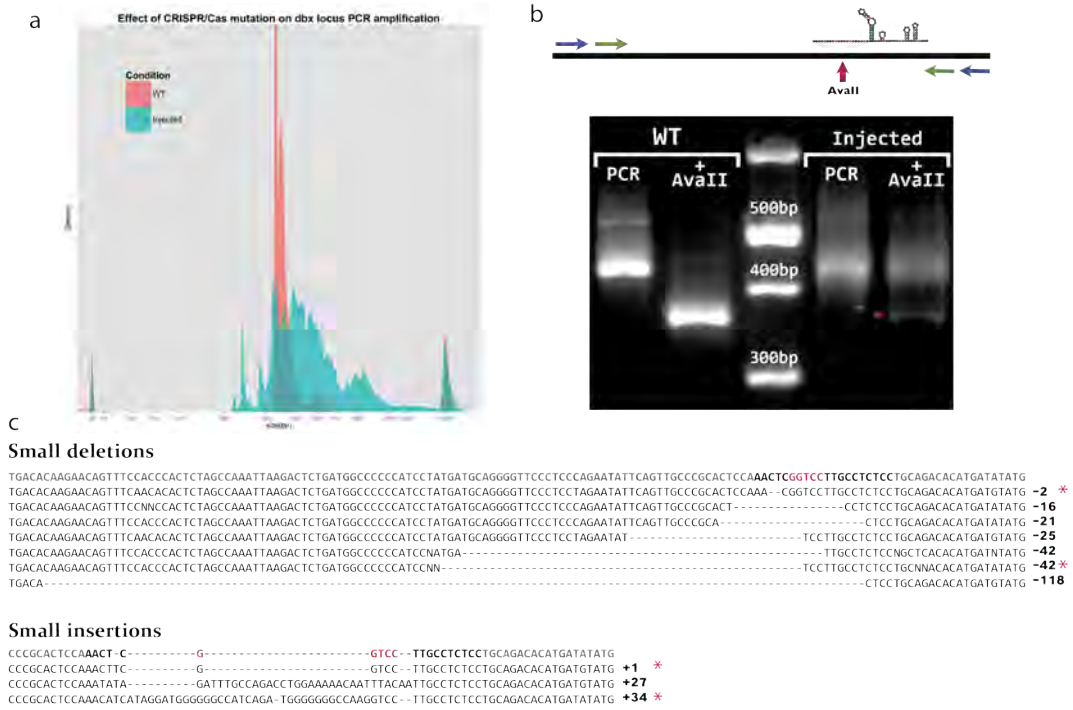 a
Effect of CRISPR/Cas mutation on dbx locus PCR amplification
Condition
WT
Injected
b
AvaII
WT
Injected
PCR
+
AvaII
PCR
+
AvaII
500bp
400bp
300bp
c
Small deletions
TGACACAAGAACAGTTTCCACCCACTCTAGCCAAATTAAGACTCTGATGGCCCCCCATCCTATGATGCAGGGGTTCCCTCCCAGAATATTCAGTTGCCCGCACTCCAAACTCGGTCCTTGCCTCTCCTGCAGACACATGATATATG
TGACACAAGAACAGTTTCAACACACTCTAGCCAAATTAAGACTCTGATGGCCCCCCATCCTATGATGCAGGGGTTCCCTCCTAGAATATTCAGTTGCCCGCACTCCAAA--CGGTCCTTGCCTCTCCTGCAGACACATGATGTATG -2 *
TGACACAAGAACAGTTTCCNNCCACTCTAGCCAAATTAAGACTCTGATGGCCCCCCATCCTATGATGCAGGGGTTCCCTCCCAGAATATTCAGTTGCCCGCACT----------------CCTCTCCTGCAGACACATGATATATG -16
TGACACAAGAACAGTTTCCACCCACTCTAGCCAAATTAAGACTCTGATGGCCCCCCATCCTATGATGCAGGGGTTCCCTCCCAGAATATTCAGTTGCCCGCA---------------------CTCCTGCAGACACATGATATATG -21
TGACACAAGAACAGTTTCCACCCACTCTAGCCAAATTAAGACTCTGATGGCCCCCCATCCTATGATGCAGGGGTTCCCTCCTAGAATAT-------------------------TCCTTGCCTCTCCTGCAGACACATGATGTATG -25
TGACACAAGAACAGTTTCCACCCACTCTAGCCAAATTAAGACTCTGATGGCCCCCCATCCNATGA----------------------------------------------------TTGCCTCTCCNGCTCACACATGATNTATG -42
TGACACAAGAACAGTTTCCACCCACTCTAGCCAAATTAAGACTCTGATGGCCCCCCATCCNN----------------------------------------------------TCCTTGCCTCTCCTGCNNACACATGATATATG -42 *
TGACA----------------------------------------------------------------------------------------------------------------------CTCCTGCAGACACATGATGTATG -118
Small insertions
CCCGCACTCCAAACT-C----------G------------------------GTCC--TTGCCTCTCCTGCAGACACATGATATATG
CCCGCACTCCAAACTTC----------G------------------------GTCC--TTGCCTCTCCTGCAGACACATGATGTATG +1 *
CCCGCACTCCAAATATA----------GATTTGCCAGACCTGGAAAAACAATTTACAATTGCCTCTCCTGCAGACACATGATGTATG +27
CCCGCACTCCAAACATCATAGGATGGGGGGCCATCAGA-TGGGGGGGCCAAGGTCC--TTGCCTCTCCTGCAGACACATGATGTATG +34 *